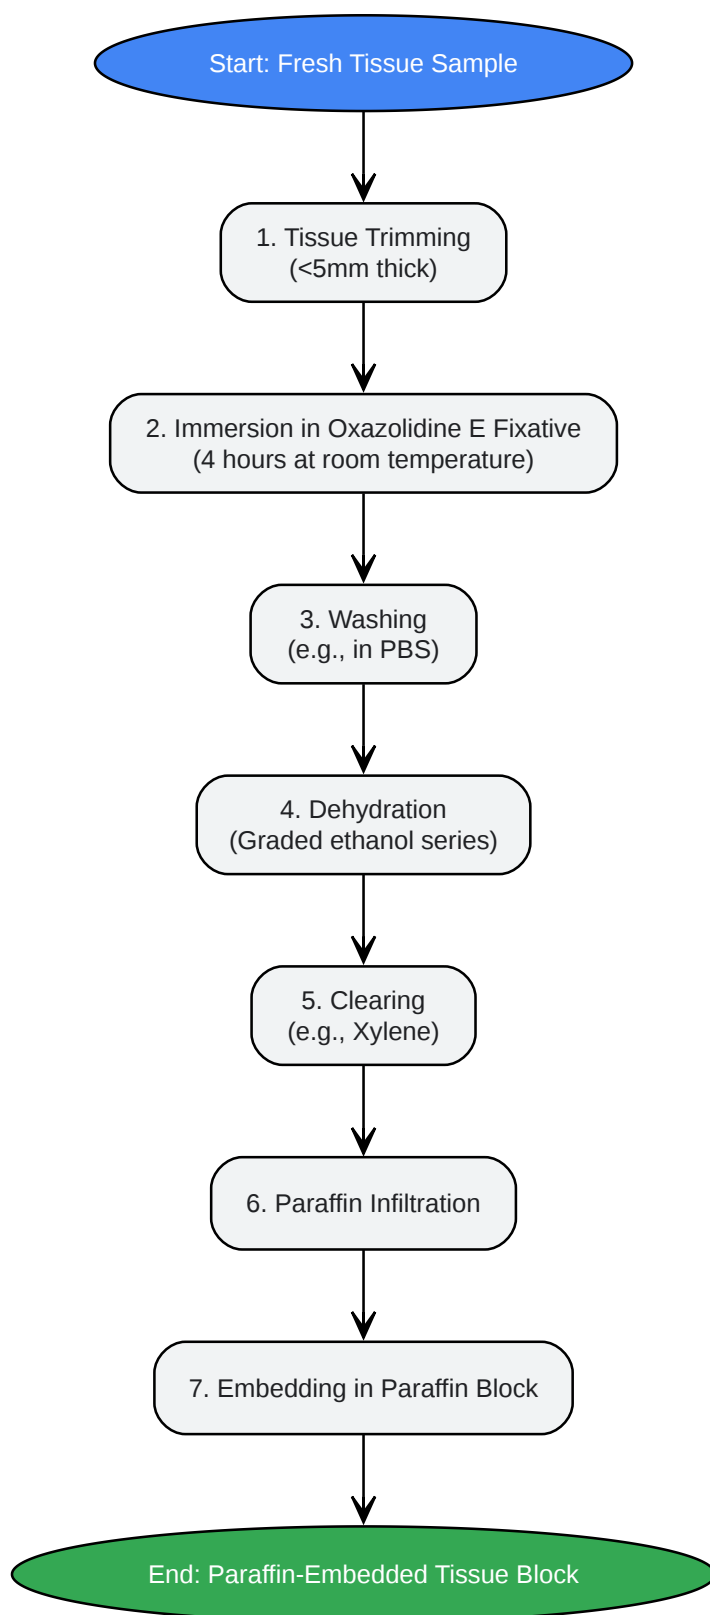 Start: Fresh Tissue Sample
1. Tissue Trimming
(<5mm thick)
2. Immersion in Oxazolidine E Fixative
(4 hours at room temperature)
3. Washing
(e.g., in PBS)
4. Dehydration
(Graded ethanol series)
5. Clearing
(e.g., Xylene)
6. Paraffin Infiltration
7. Embedding in Paraffin Block
End: Paraffin-Embedded Tissue Block